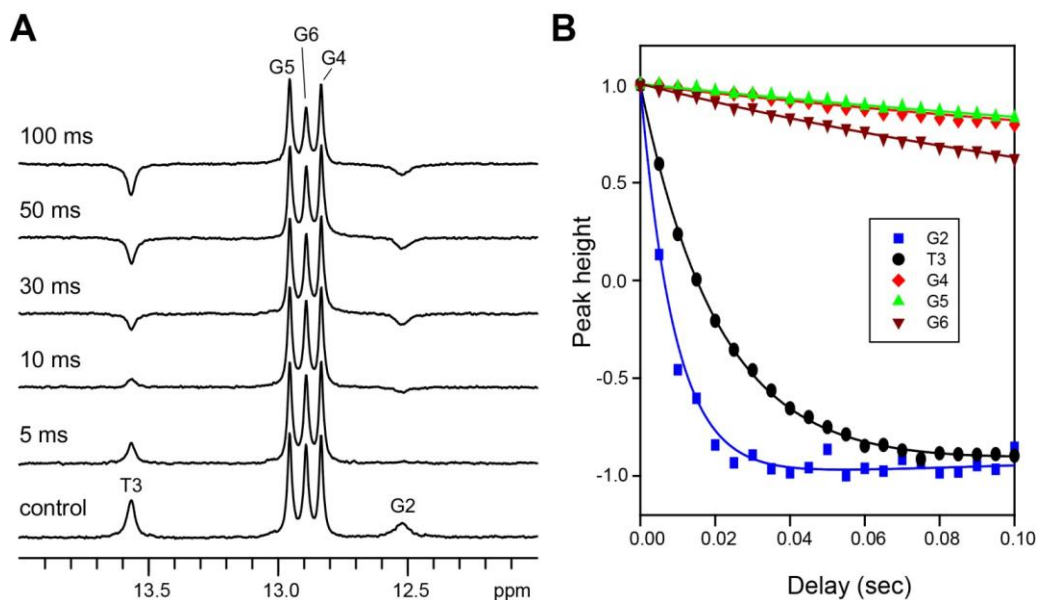 A
G6
G5
G4
100 ms
50 ms
30 ms
10 ms
5 ms
T3
control
G2
13.5
13.0
12.5
ppm
B
1.0
0.5
0.0
-0.5
-1.0
Peak height
G2
T3
G4
G5
G6
0.00
0.02
0.04
0.06
0.08
0.10
Delay (sec)